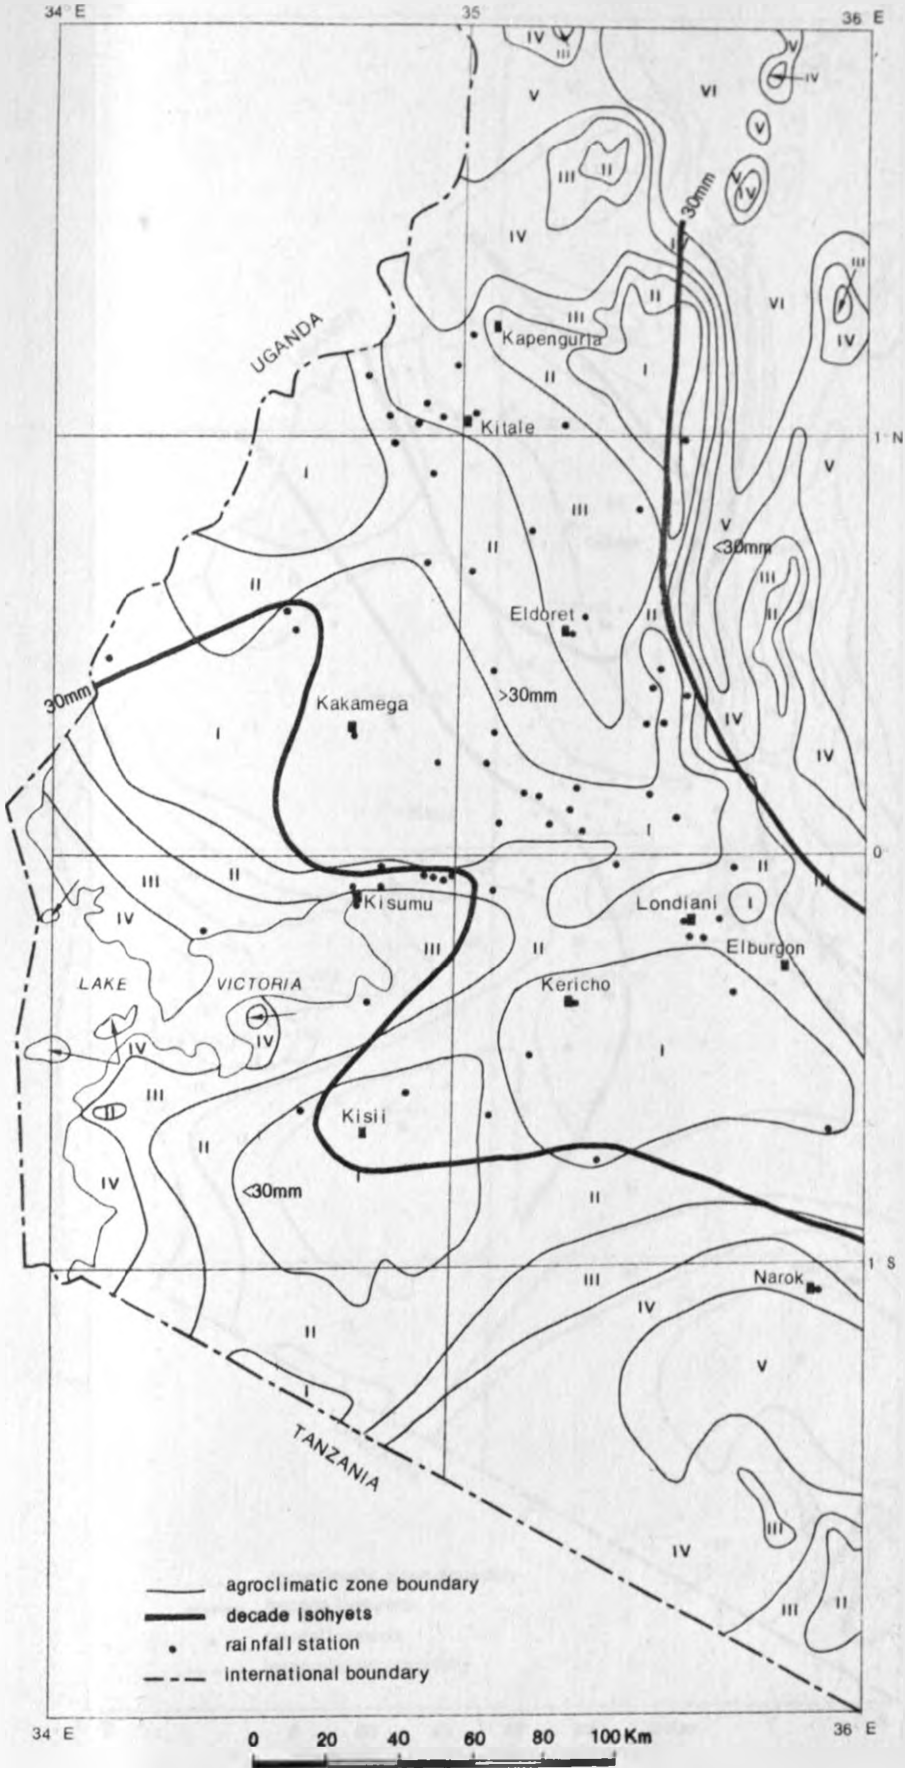 34° E
35
36 E
IV
III
V
IV
V
VI
V
III
II
V
IV
30mm
IV
III
VI
II
III
IV
UGANDA
Kapenguria
II
I
Kitale
1 N
I
V
III
V
II
<30mm
III
II
II
Eldoret
II
30mm
Kakamega
>30mm
I
IV
IV
I
0
II
II
III
I
Londiani
Kisumu
IV
III
II
Elburgon
LAKE
VICTORIA
Kericho
IV
IV
I
III
II
Kisii
II
IV
I
<30mm
II
1 S
III
Narok
IV
II
V
I
TANZANIA
III
IV
III
II
agroclimatic zone boundary
decade isohyets
rainfall station
international boundary
34 E
36 E
0 20 40 60 80 100 Km